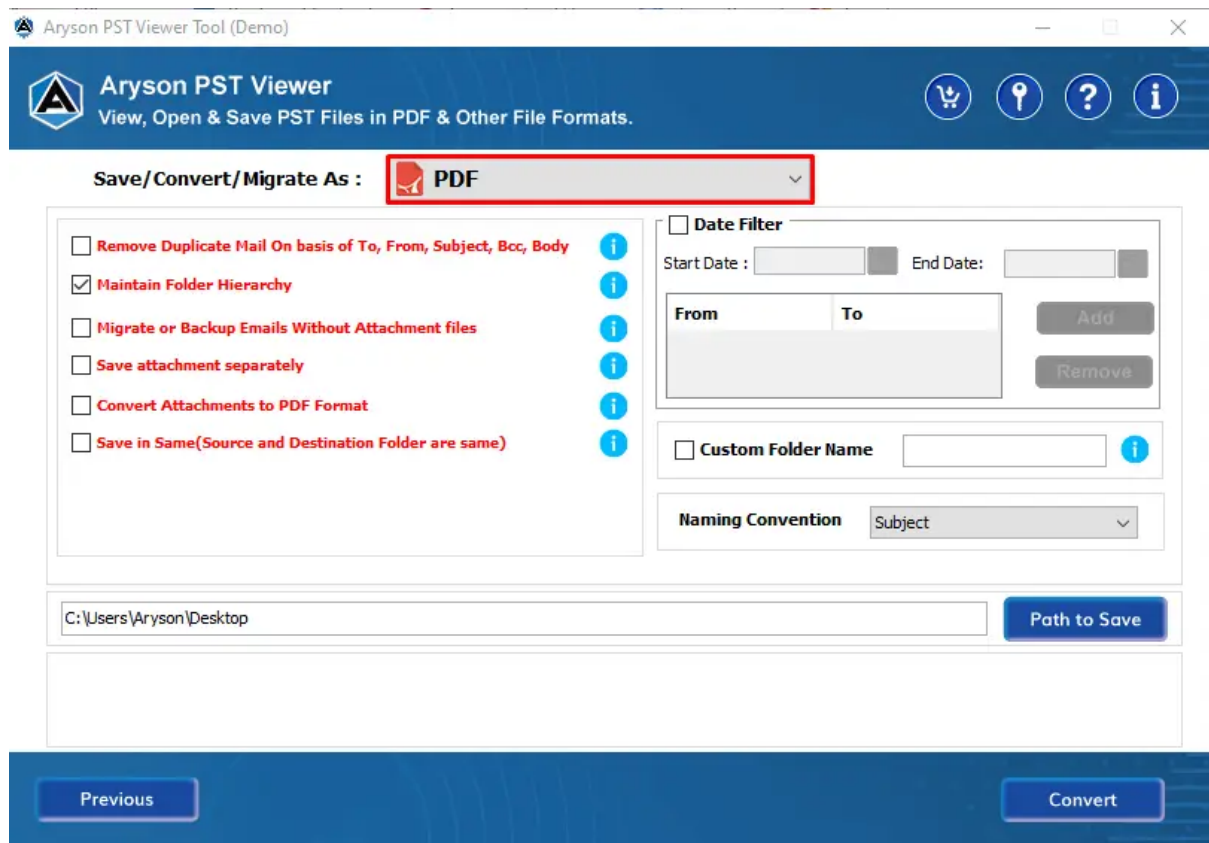 Aryson PST Viewer Tool (Demo)
Aryson PST Viewer
View, Open & Save PST Files in PDF & Other File Formats.
Save/Convert/Migrate As :
PDF
Remove Duplicate Mail On basis of To, From, Subject, Bcc, Body
Maintain Folder Hierarchy
Migrate or Backup Emails Without Attachment files
Save attachment separately
Convert Attachments to PDF Format
Save in Same(Source and Destination Folder are same)
Date Filter
Start Date :
End Date:
From
To
Add
Remove
Custom Folder Name
Naming Convention
Subject
C:\Users\Aryson\Desktop
Path to Save
Previous
Convert